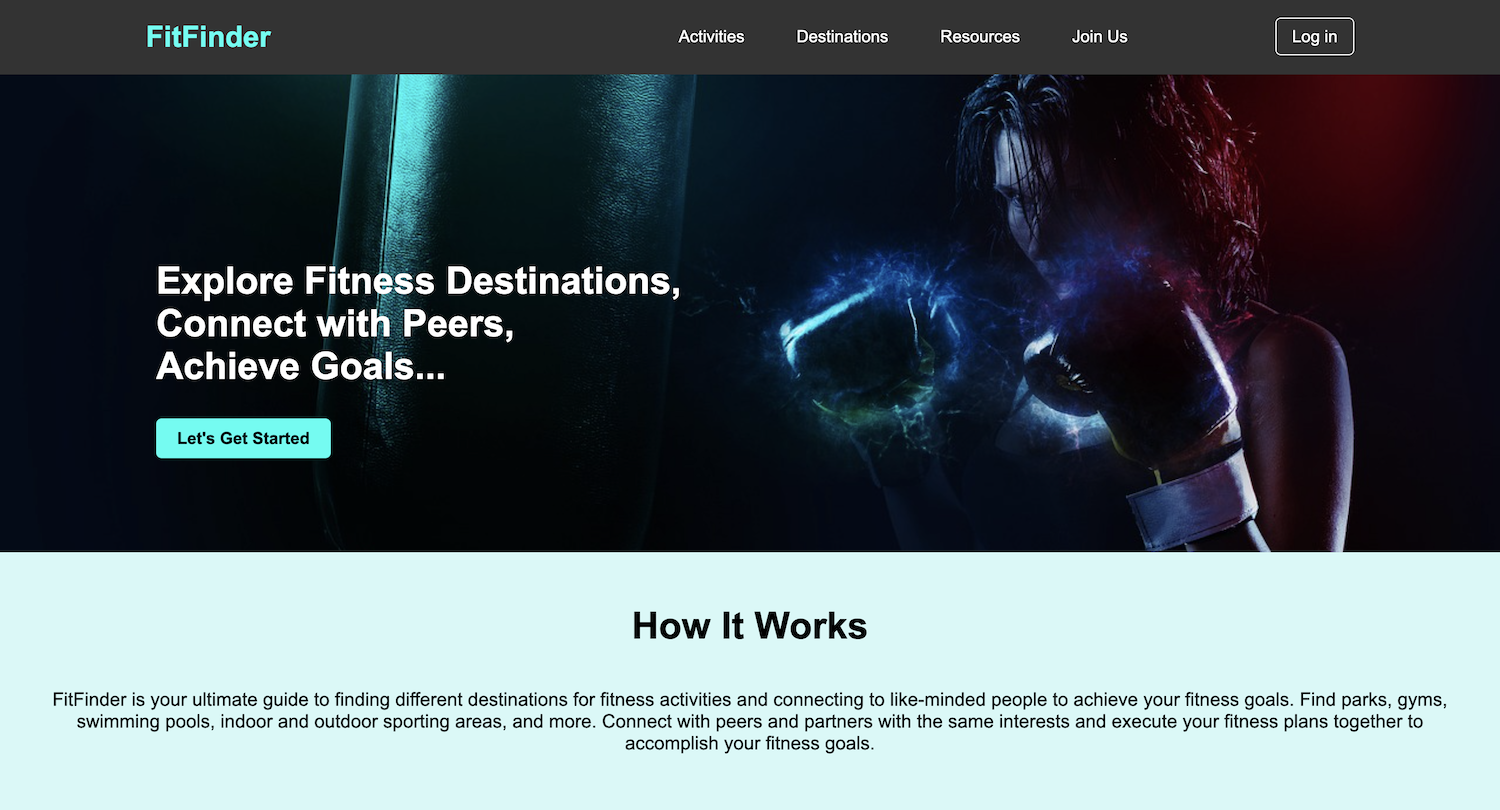 FitFinder
Activities
Destinations
Resources
Join Us
Log in
Explore Fitness Destinations,
Connect with Peers,
Achieve Goals...
Let's Get Started
How It Works
FitFinder is your ultimate guide to finding different destinations for fitness activities and connecting to like-minded people to achieve your fitness goals. Find parks, gyms,
swimming pools, indoor and outdoor sporting areas, and more. Connect with peers and partners with the same interests and execute your fitness plans together to
accomplish your fitness goals.